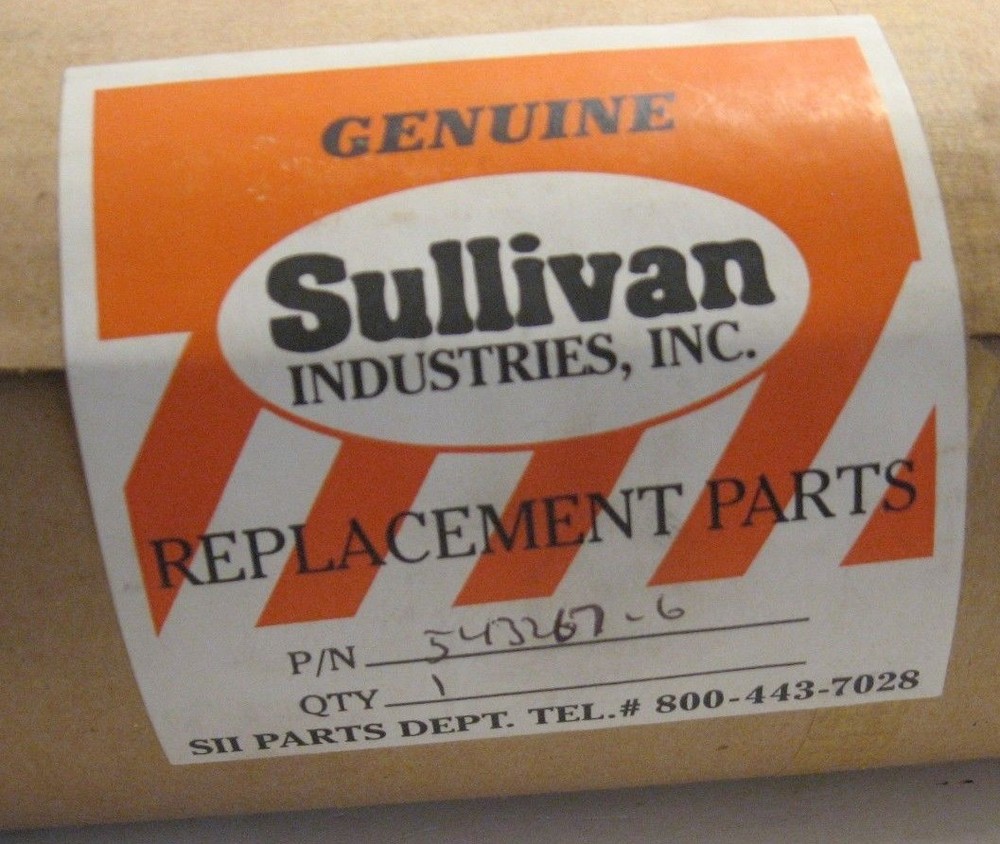 GENUINE
Sullivan
INDUSTRIES, INC.
REPLACEMENT PARTS
P/N 543267-6
QTY 1
SII PARTS DEPT. TEL.# 800-443-7028